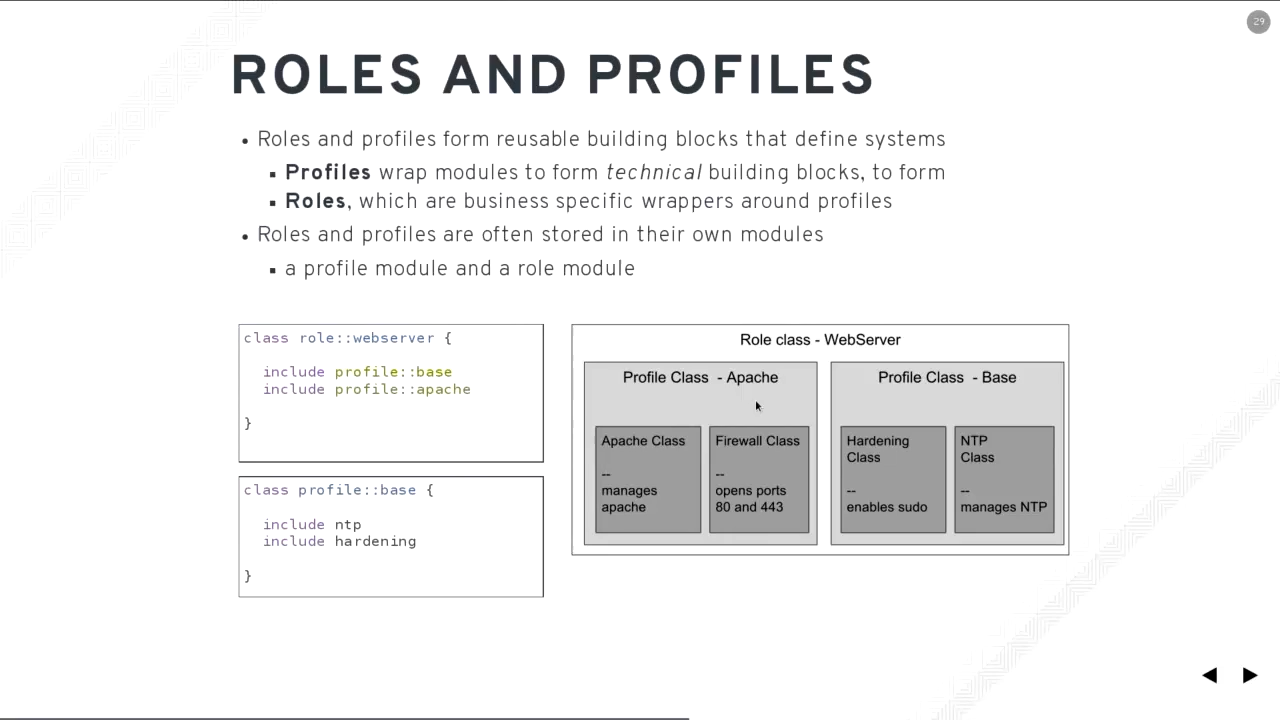 29
ROLES AND PROFILES
Roles and profiles form reusable building blocks that define systems
Profiles wrap modules to form technical building blocks, to form
Roles, which are business specific wrappers around profiles
Roles and profiles are often stored in their own modules
a profile module and a role module
class role::webserver {
include profile::base
include profile::apache
}
class profile::base {
include ntp
include hardening
}
Role class - WebServer
Profile Class  - Apache
Apache Class
--
manages
apache
Firewall Class
--
opens ports
80 and 443
Profile Class  - Base
Hardening
Class
--
enables sudo
NTP
Class
--
manages NTP